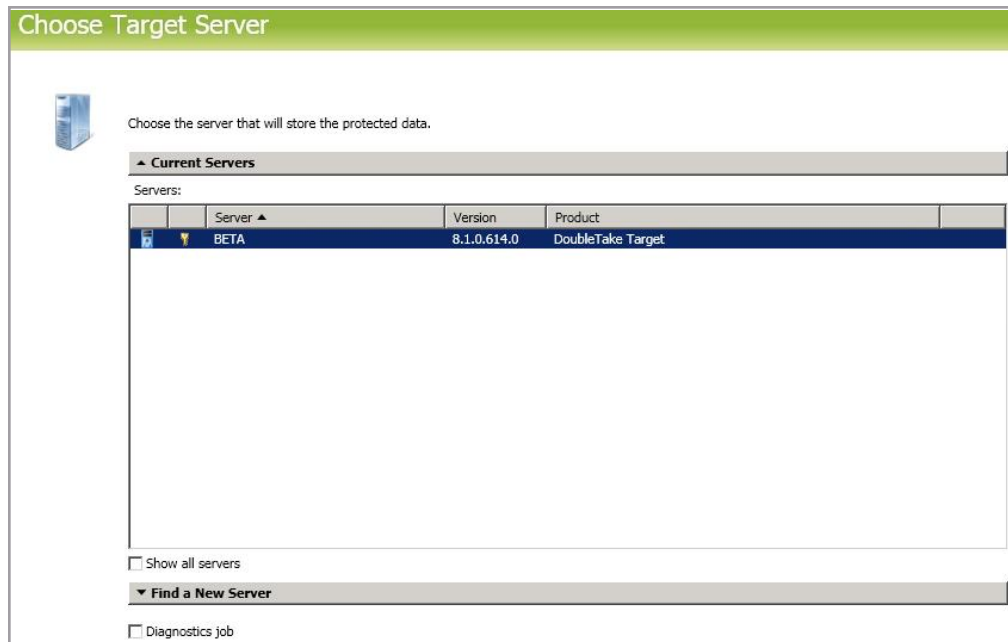 Choose Target Server
Choose the server that will store the protected data.
▲ Current Servers
Servers:
Server ▲ Version Product
BETA 8.1.0.614.0 DoubleTake Target
Show all servers
▼ Find a New Server
Diagnostics job